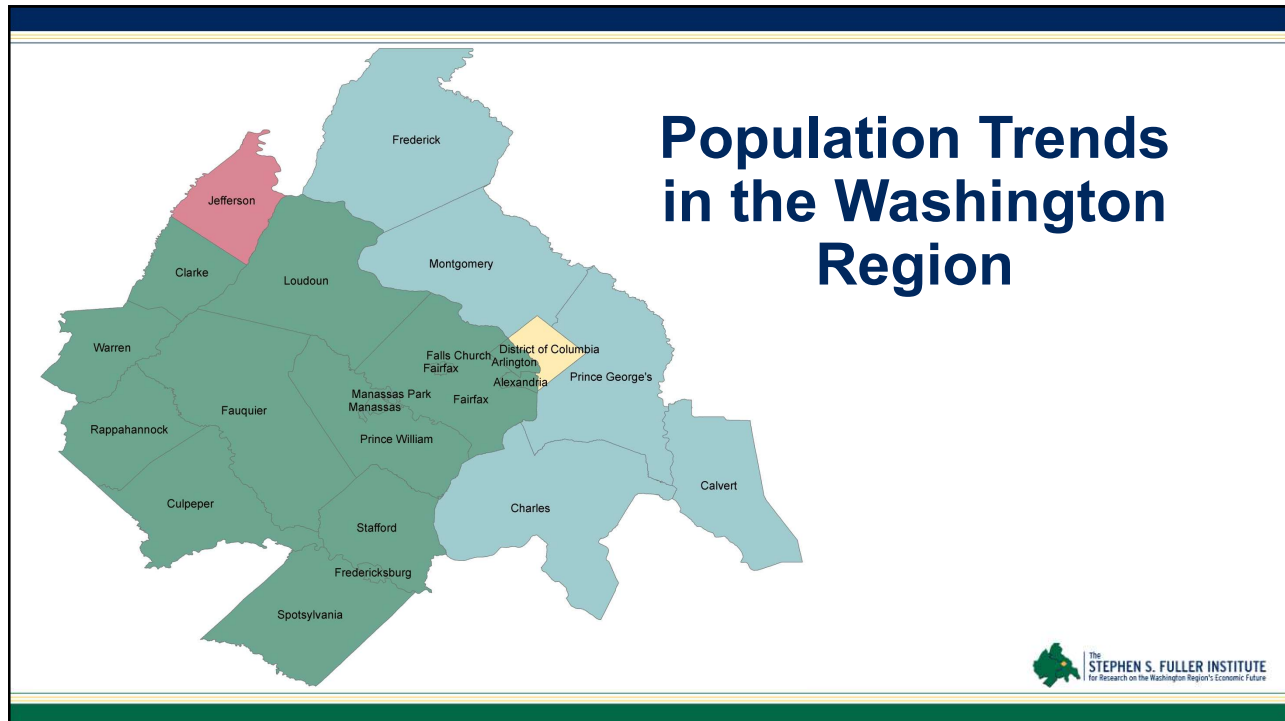 Population Trends
in the Washington
Region
Frederick
Jefferson
Montgomery
Clarke
Loudoun
Warren
Falls Church
District of Columbia
Fairfax
Arlington
Prince George's
Alexandria
Manassas Park
Manassas
Fairfax
Fauquier
Rappahannock
Prince William
Calvert
Culpeper
Charles
Stafford
Fredericksburg
Spotsylvania
The
STEPHEN S. FULLER INSTITUTE
for Research on the Washington Region's Economic Future